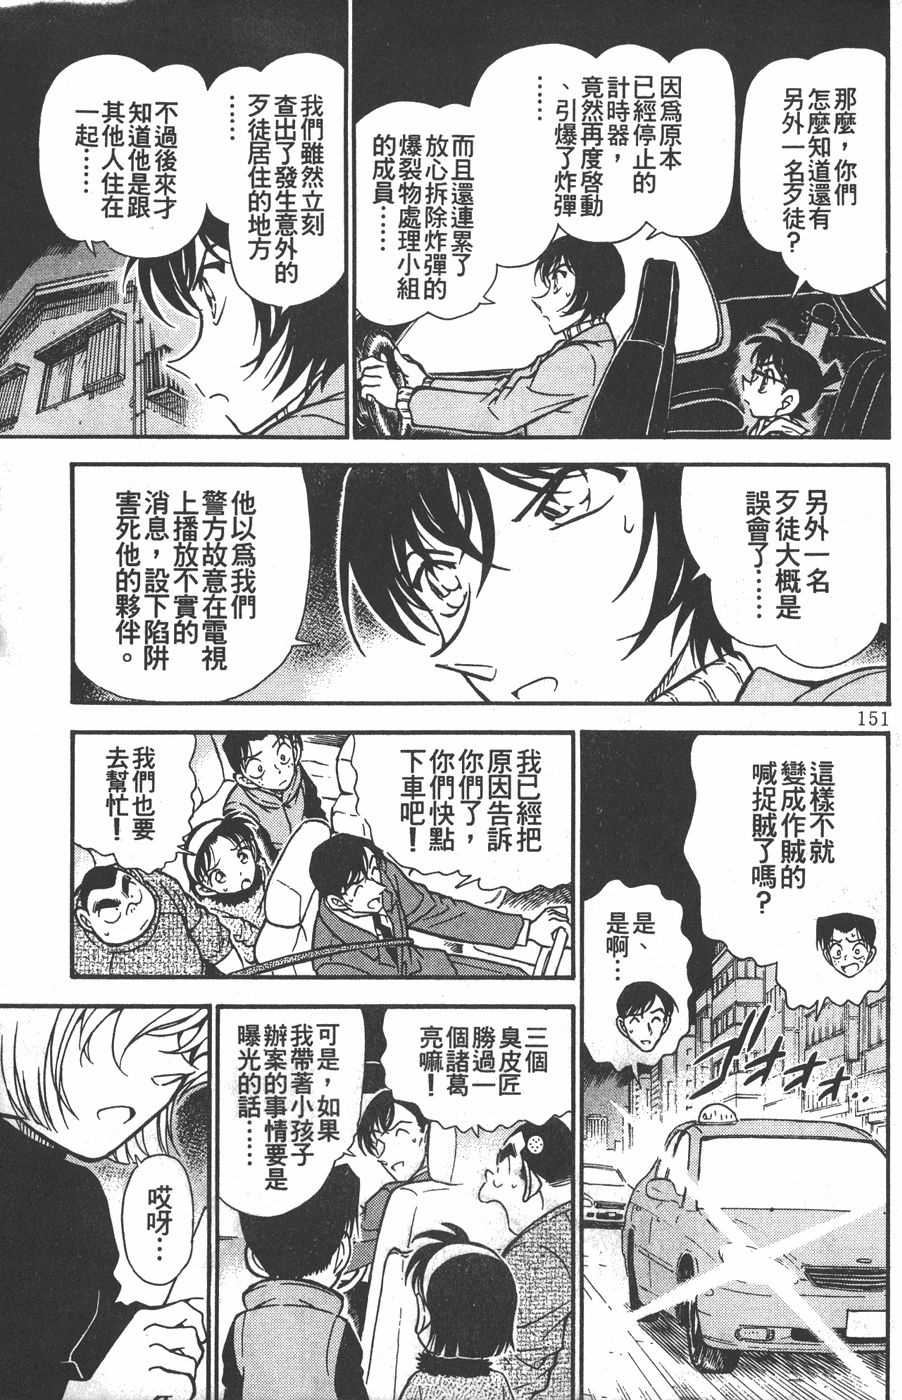 那麼，你們
怎麼知道還有
另外一名歹徒？
因為原本
已經停止的
計時器，
竟然再度啓動
、引爆了炸彈
……
而且還連累了
放心拆除炸彈的
爆裂物處理小組
的成員……
我們雖然立刻
查出了發生意外的
歹徒居住的地方
……
不過後來才
知道他是跟
其他人住在
一起……
另外一名
歹徒大概是
誤會了……
他以為我們
警方故意在電視
上播放不實的
消息，設下陷阱
害死他的夥伴。
151
這樣不就
變成作賊的
喊捉賊了嗎？
是、
是啊…
ゴォォ…
我已經把
原因告訴
你們了，
你們快點
下車吧！
我們也要
去幫忙！
三個
臭皮匠
勝過一
個諸葛
亮嘛！
可是，如果
我帶著小孩子
辦案的事情要是
曝光的話……
哎呀…